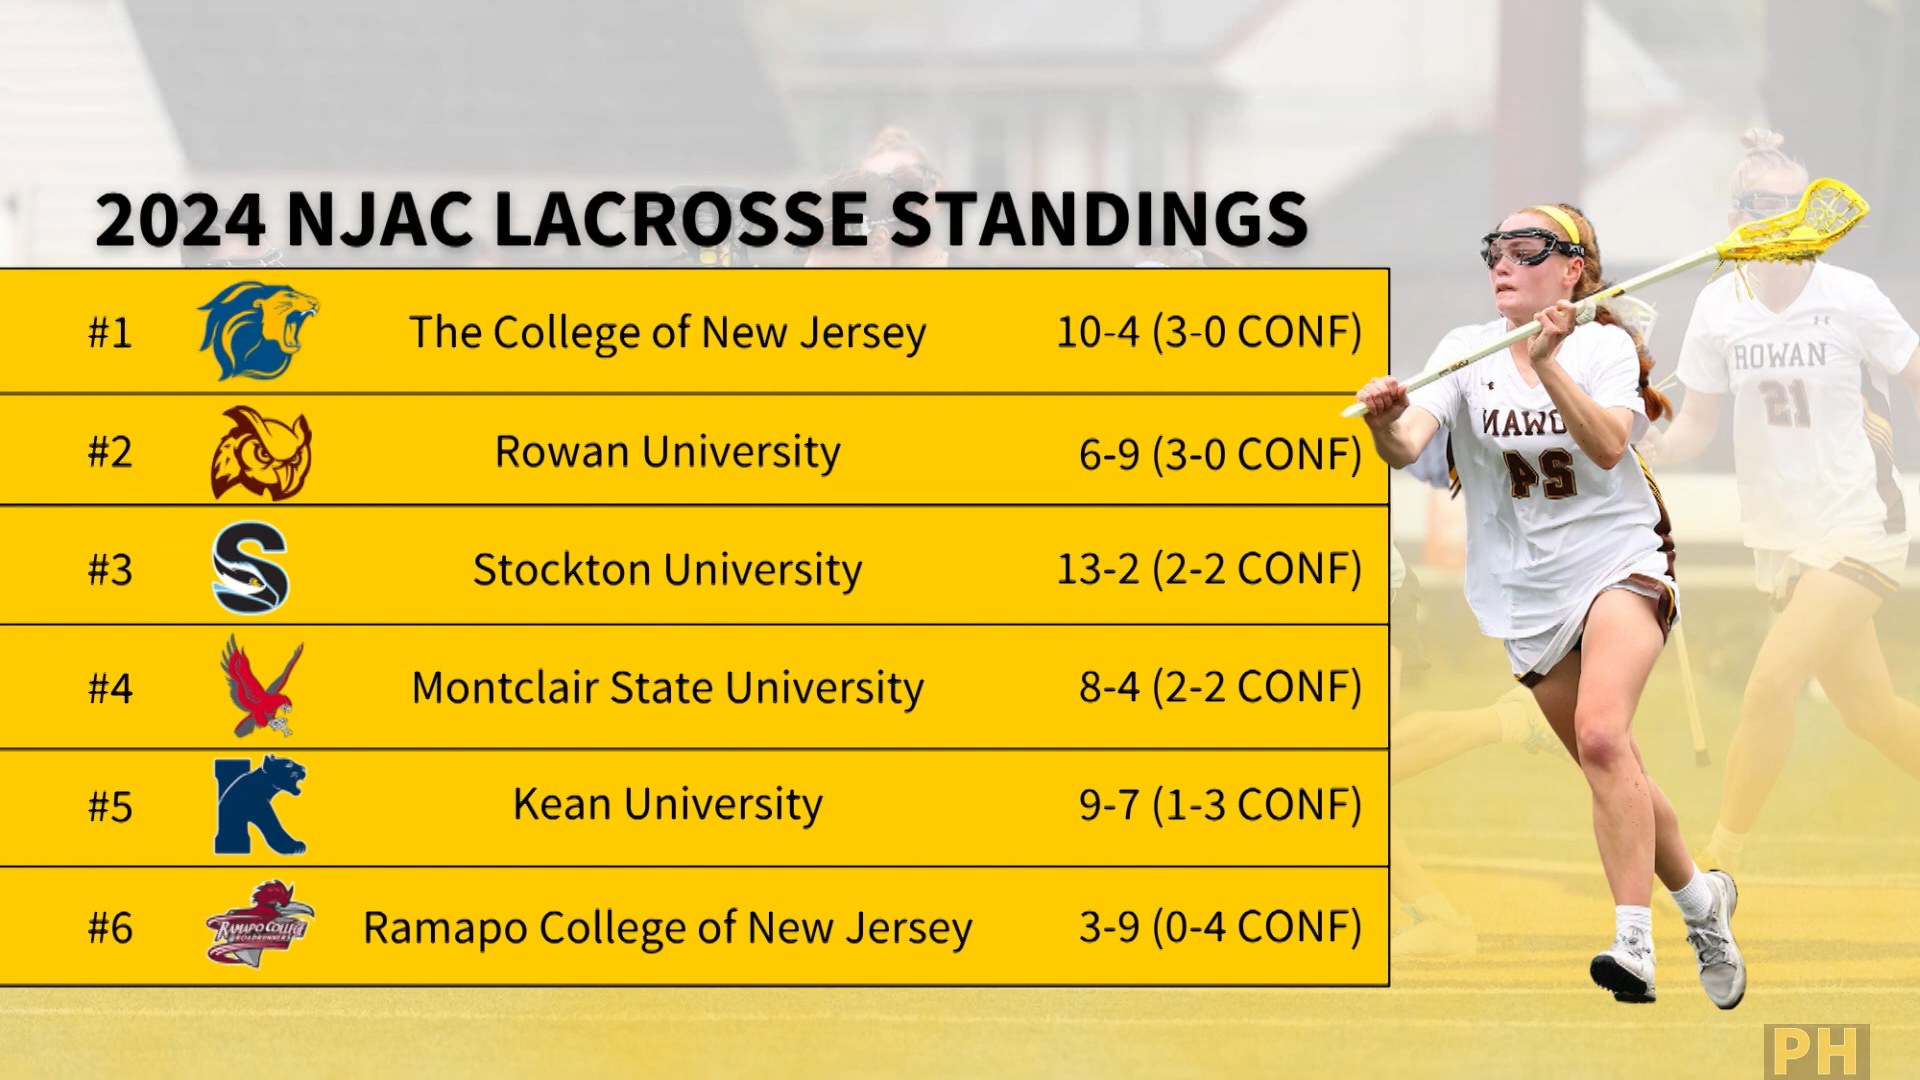 2024 NJAC LACROSSE STANDINGS
#1 The College of New Jersey 10-4 (3-0 CONF)
#2 Rowan University 6-9 (3-0 CONF)
#3 Stockton University 13-2 (2-2 CONF)
#4 Montclair State University 8-4 (2-2 CONF)
#5 Kean University 9-7 (1-3 CONF)
#6 RAMAPO COLLEGE ROADRUNNERS Ramapo College of New Jersey 3-9 (0-4 CONF)
ROWAN
21
PH